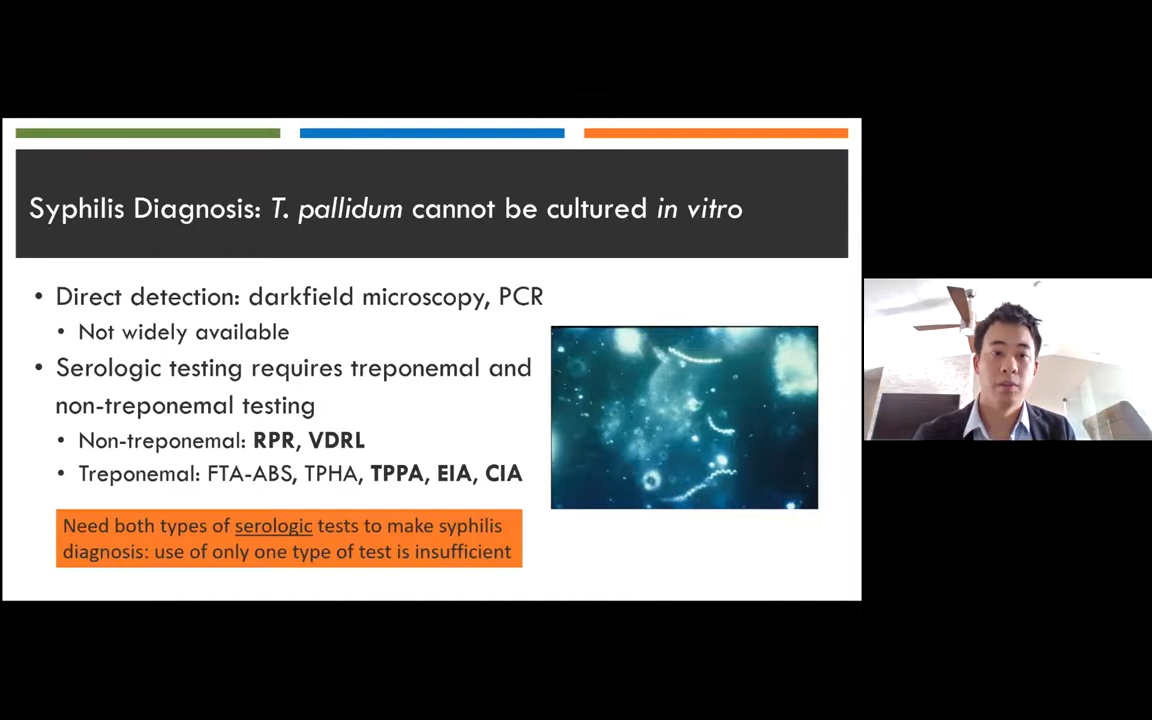 Syphilis Diagnosis: T. pallidum cannot be cultured in vitro
• Direct detection: darkfield microscopy, PCR
• Not widely available
• Serologic testing requires treponemal and
non-treponemal testing
• Non-treponemal: RPR, VDRL
• Treponemal: FTA-ABS, TPHA, TPPA, EIA, CIA
Need both types of serologic tests to make syphilis
diagnosis: use of only one type of test is insufficient